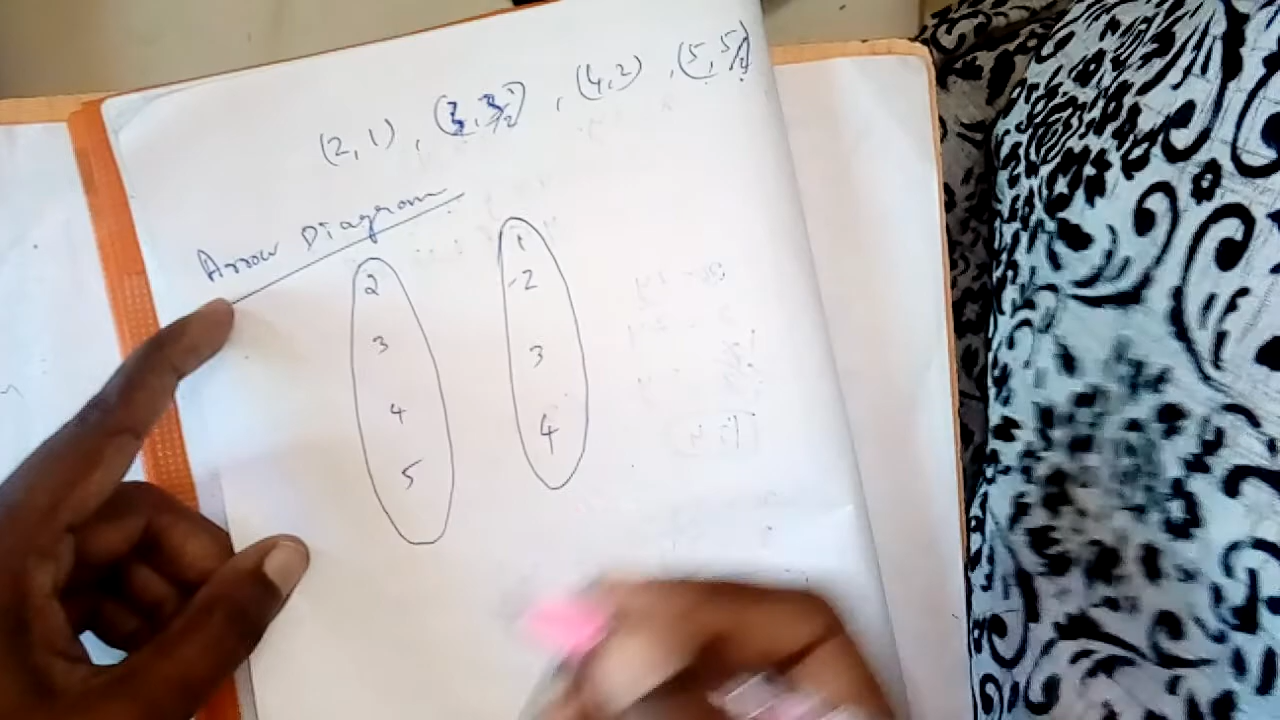 (2,1), (3,3/2), (4,2), (5,5/2)
Arrow Diagram
2 1
3 -2
4 3
5 4